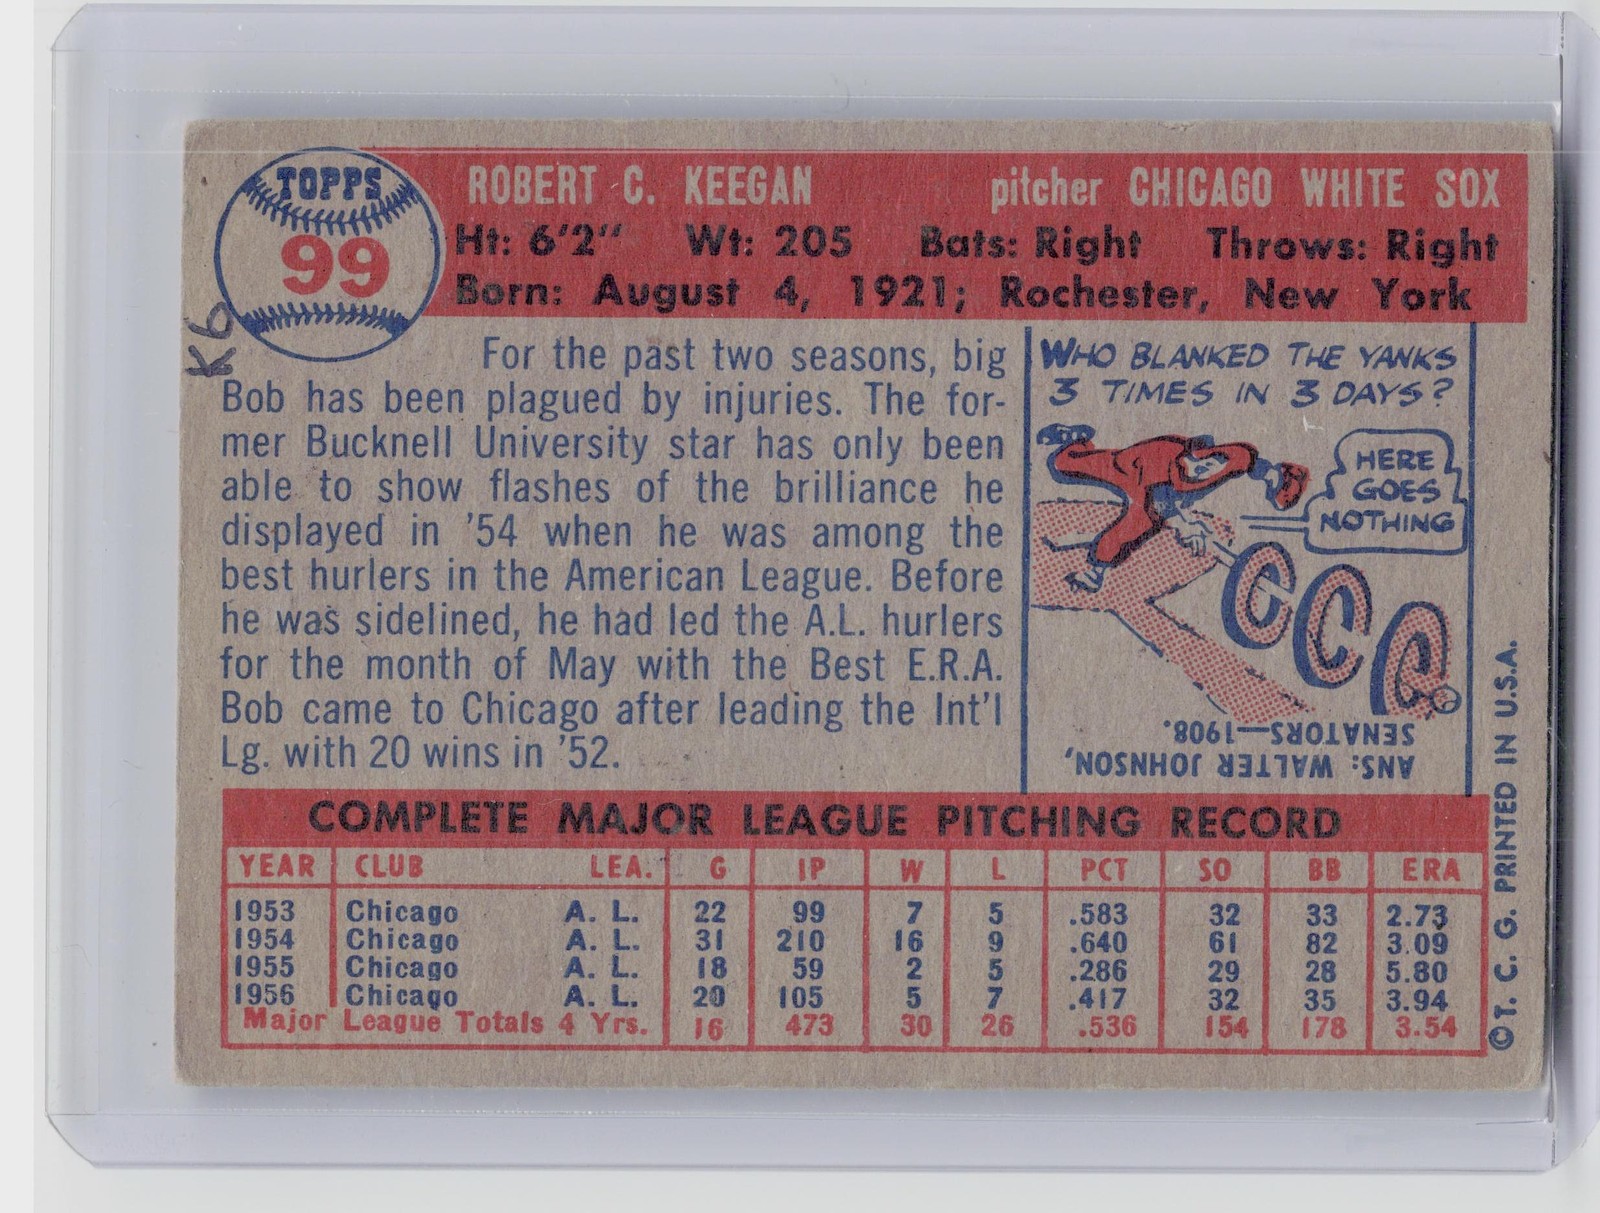 TOPPS
99
K6
ROBERT C. KEEGAN pitcher CHICAGO WHITE SOX
Ht: 6'2" Wt: 205 Bats: Right Throws: Right
Born: August 4, 1921; Rochester, New York
For the past two seasons, big
Bob has been plagued by injuries. The for-
mer Bucknell University star has only been
able to show flashes of the brilliance he
displayed in '54 when he was among the
best hurlers in the American League. Before
he was sidelined, he had led the A.L. hurlers
for the month of May with the Best E.R.A.
Bob came to Chicago after leading the Int'l
Lg. with 20 wins in '52.
WHO BLANKED THE YANKS
3 TIMES IN 3 DAYS?
HERE
GOES
NOTHING
ANS: WALTER JOHNSON,
SENATORS—1908.
COMPLETE MAJOR LEAGUE PITCHING RECORD
YEAR CLUB LEA. G IP W L PCT SO BB ERA
1953 Chicago A. L. 22 99 7 5 .583 32 33 2.73
1954 Chicago A. L. 31 210 16 9 .640 61 82 3.09
1955 Chicago A. L. 18 59 2 5 .286 29 28 5.80
1956 Chicago A. L. 20 105 5 7 .417 32 35 3.94
Major League Totals 4 Yrs. 16 473 30 26 .536 154 178 3.54
©T. C. G. PRINTED IN U.S.A.